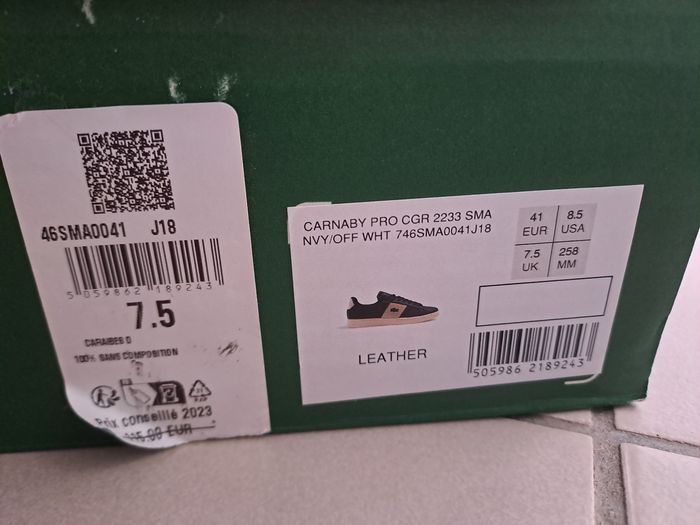 46SMA0041 J18
5 059862 189243
7.5
CARAIBES D
100% SANS COMPOSITION
Prix conseillé 2023
CARNABY PRO CGR 2233 SMA
NVY/OFF WHT 746SMA0041J18
41 EUR
8.5 USA
7.5 UK
258 MM
LEATHER
505986 2189243